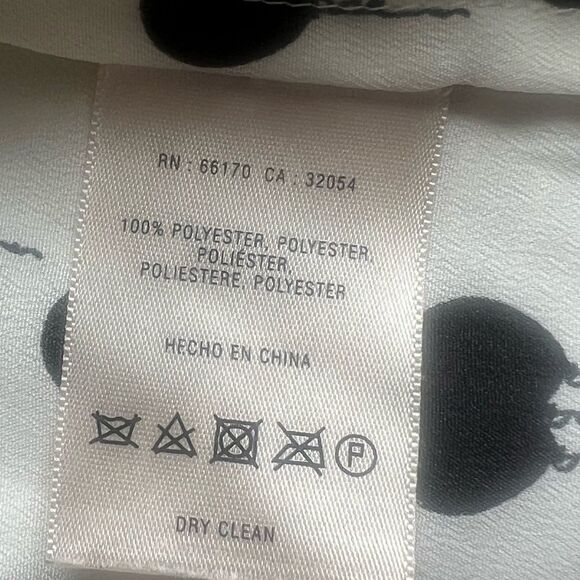 RN : 66170 CA : 32054
100% POLYESTER, POLYESTER,
POLIÉSTER,
POLIESTERE, POLYESTER
HECHO EN CHINA
P
DRY CLEAN